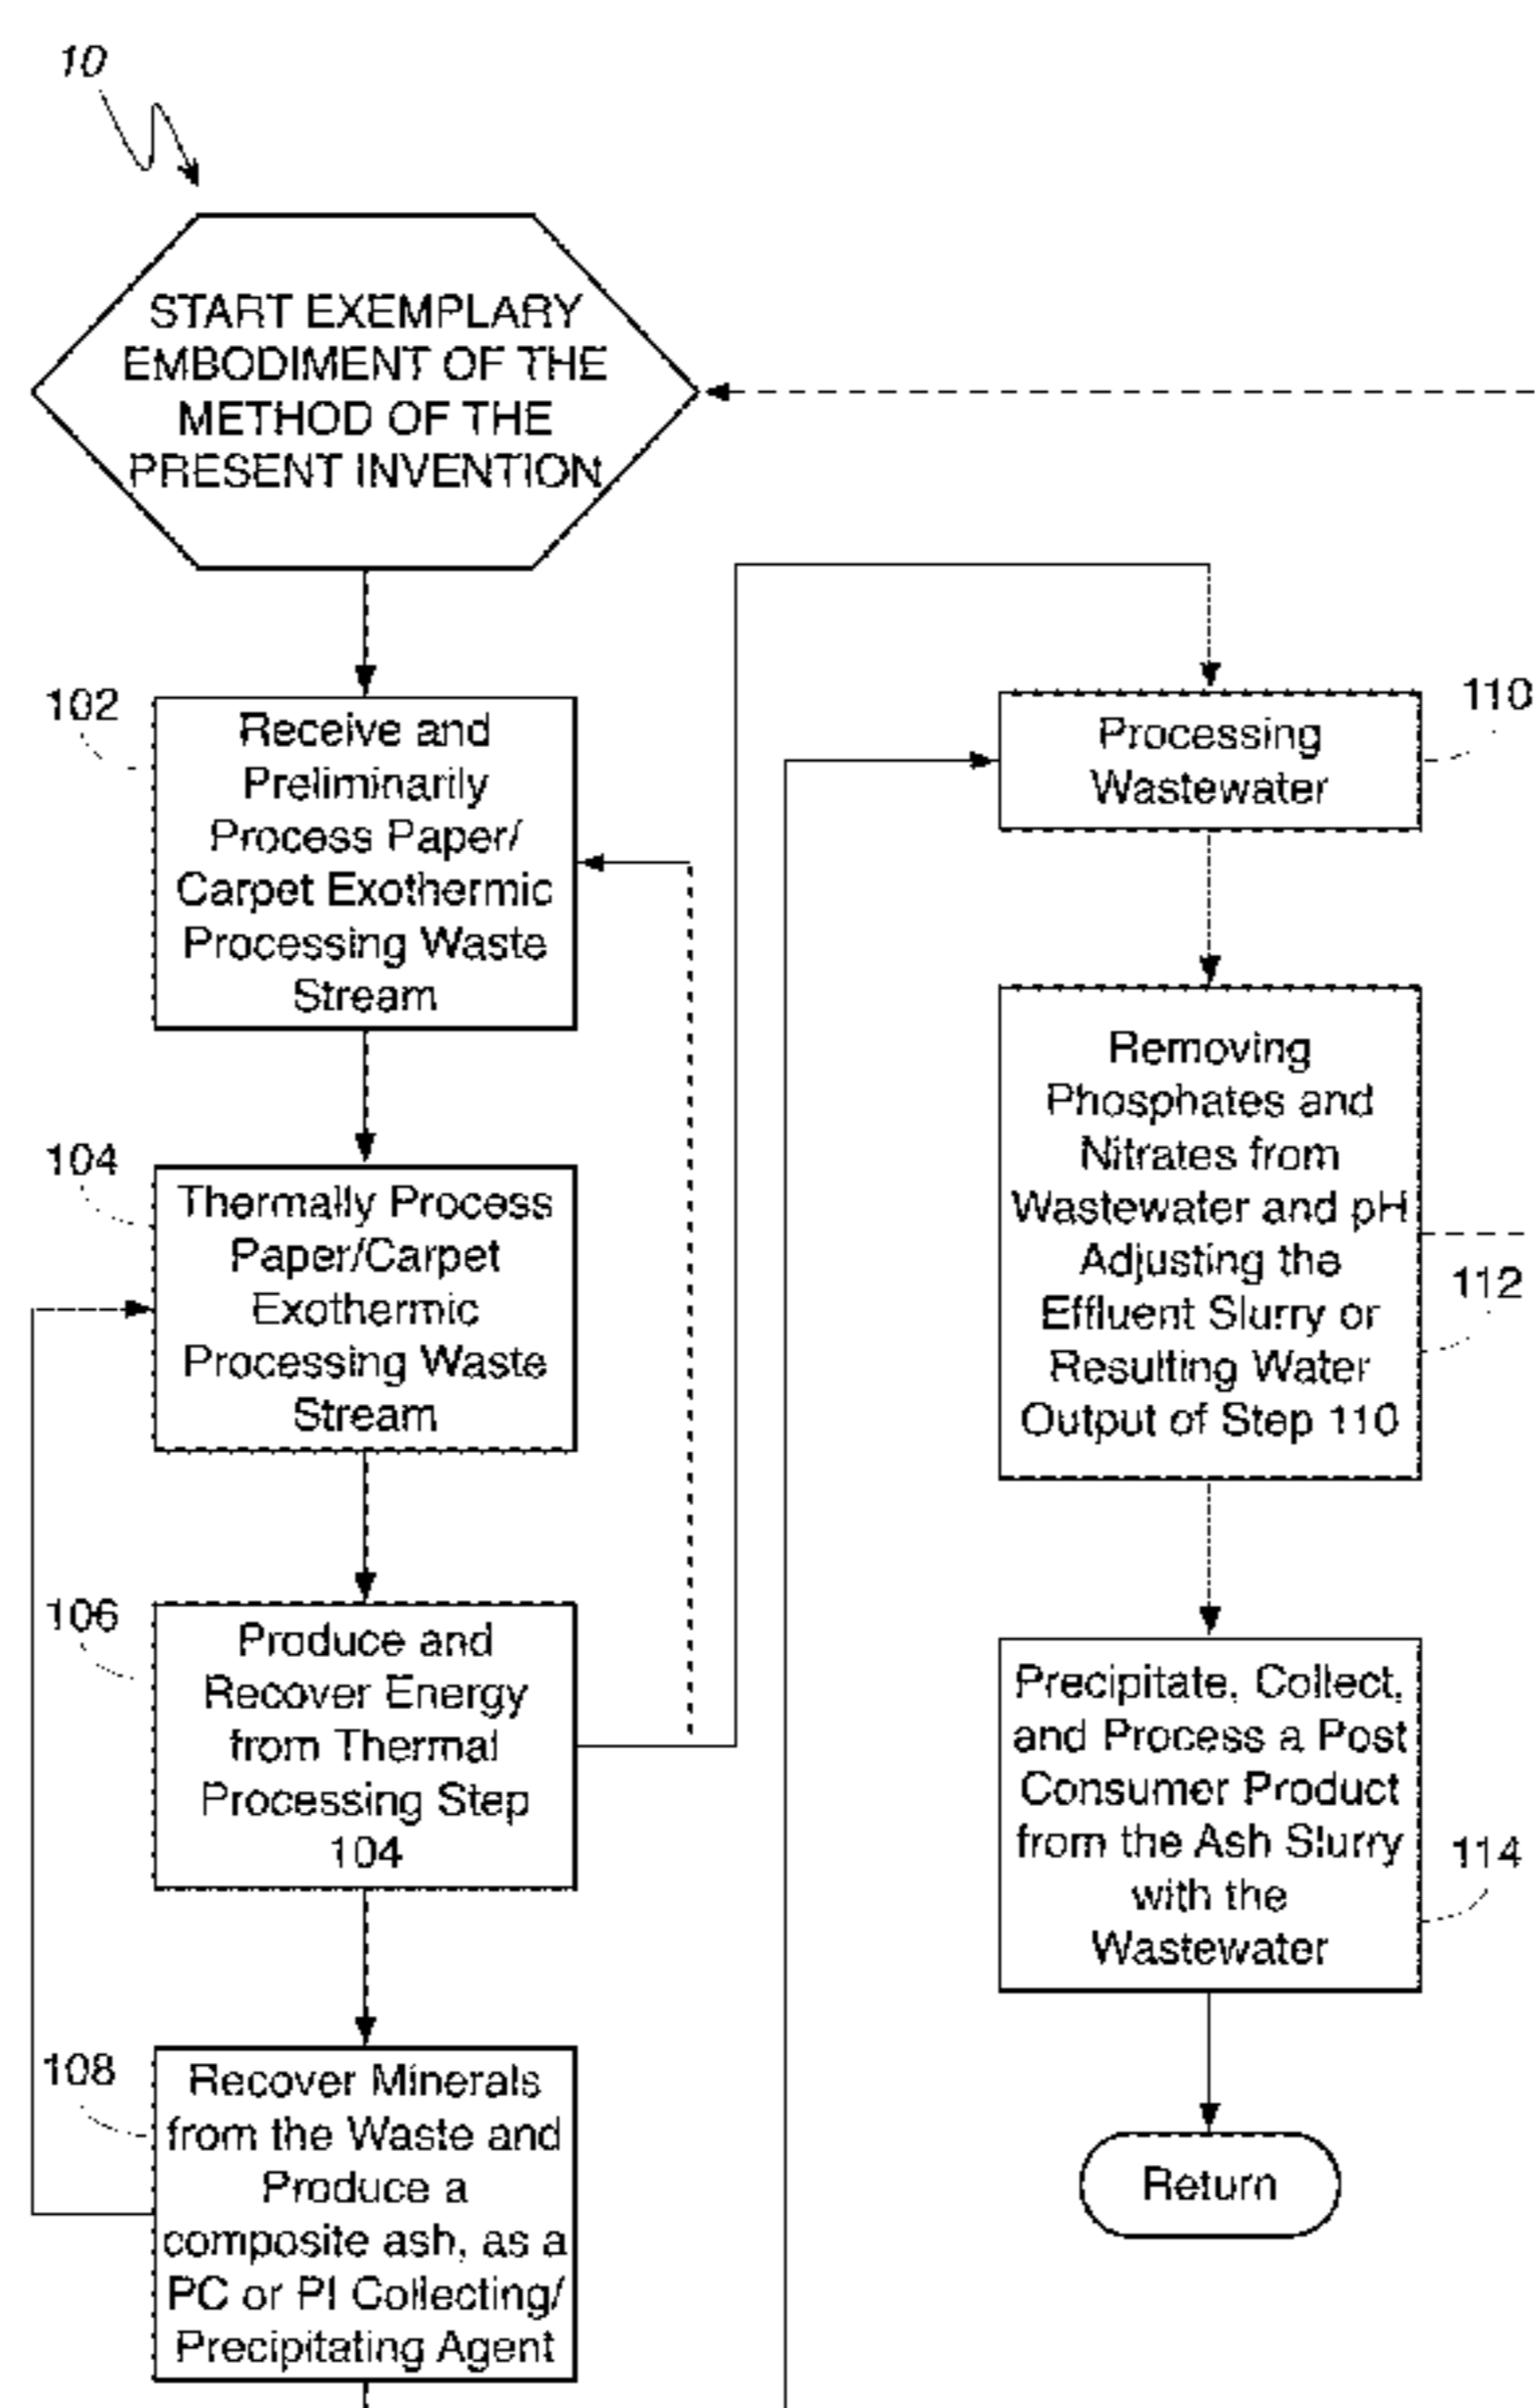 10
START EXEMPLARY
EMBODIMENT OF THE
METHOD OF THE
PRESENT INVENTION
102
Receive and
Preliminarily
Process Paper/
Carpet Exothermic
Processing Waste
Stream
104
Thermally Process
Paper/Carpet
Exothermic
Processing Waste
Stream
106
Produce and
Recover Energy
from Thermal
Processing Step
104
108
Recover Minerals
from the Waste and
Produce a
composite ash, as a
PC or PI Collecting/
Precipitating Agent
110
Processing
Wastewater
Removing
Phosphates and
Nitrates from
Wastewater and pH
Adjusting the
Effluent Slurry or
Resulting Water
Output of Step 110
112
Precipitate, Collect,
and Process a Post
Consumer Product
from the Ash Slurry
with the
Wastewater
114
Return